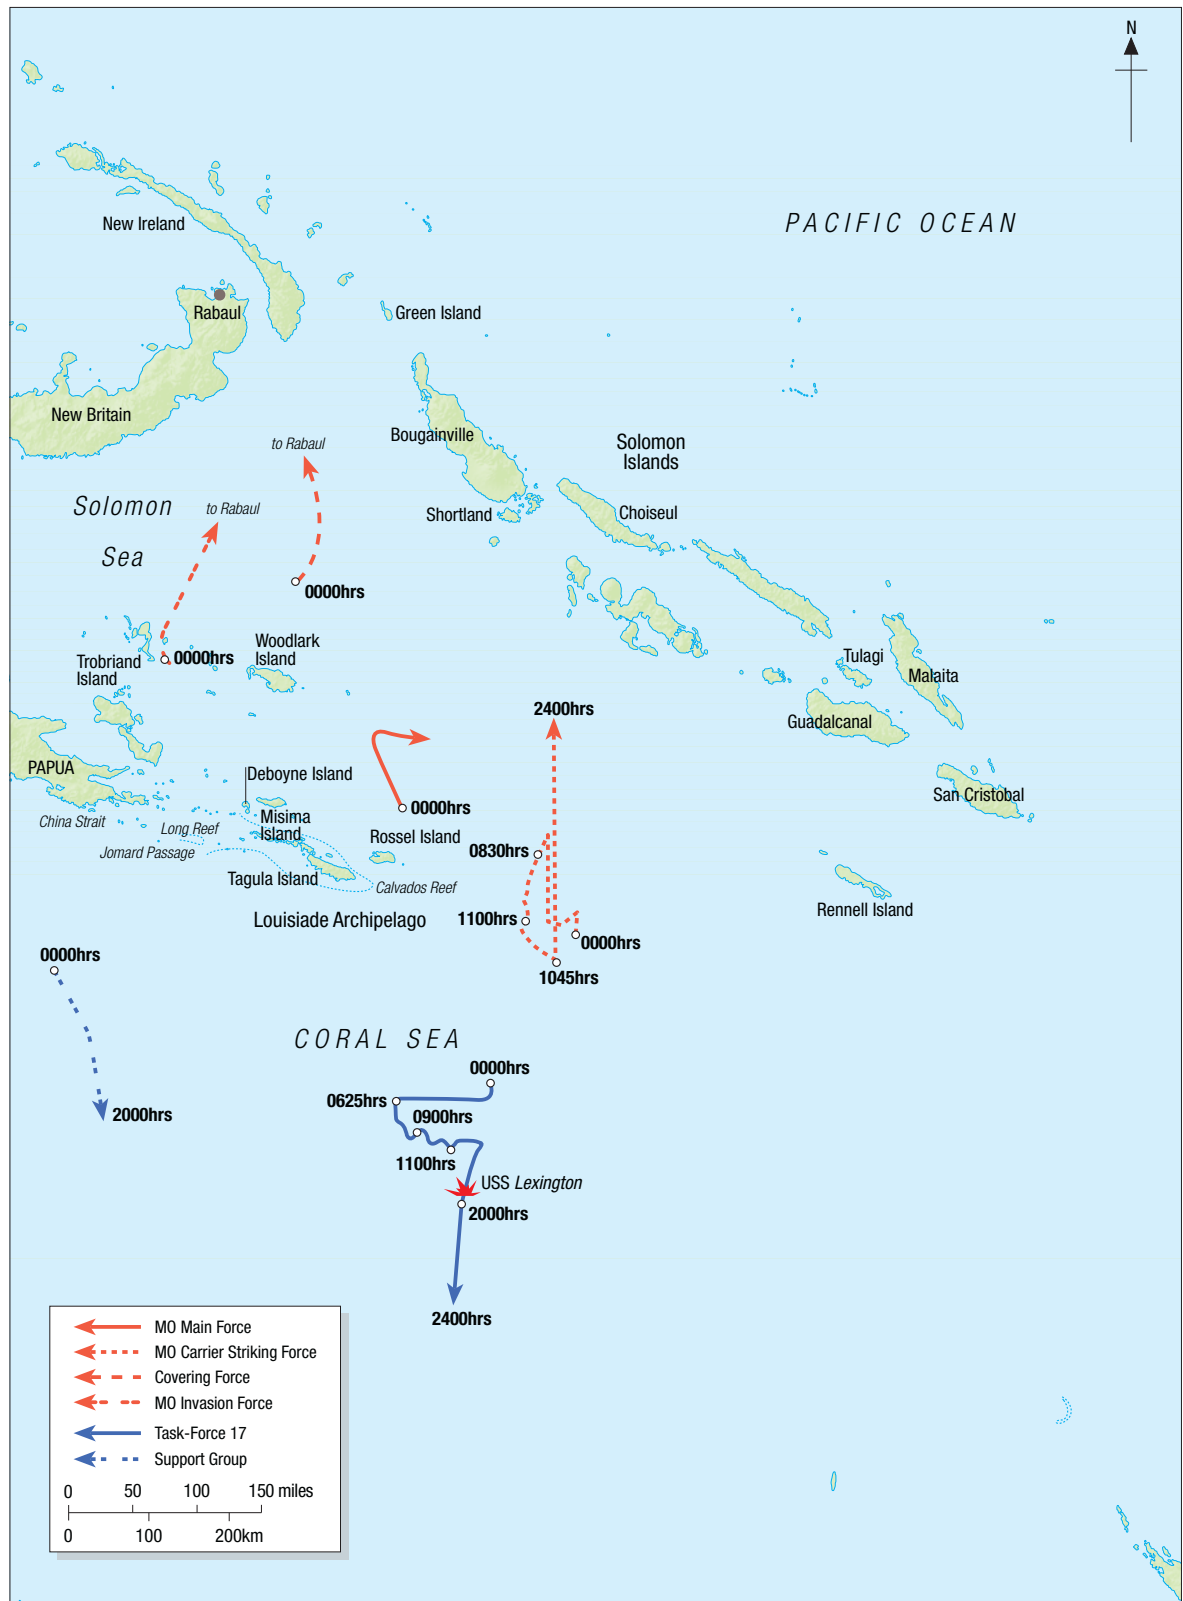 N
PACIFIC OCEAN
New Ireland
Rabaul
Green Island
New Britain
Bougainville
to Rabaul
Solomon
Islands
Solomon
Sea
to Rabaul
Shortland
Choiseul
0000hrs
Woodlark
Island
0000hrs
Trobriand
Island
Tulagi
Malaita
2400hrs
Guadalcanal
PAPUA
Deboyne Island
San Cristobal
0000hrs
China Strait
Long Reef
Misima
Island
Rossel Island
Jomard Passage
0830hrs
Tagula Island
Calvados Reef
Rennell Island
Louisiade Archipelago
1100hrs
0000hrs
0000hrs
1045hrs
CORAL SEA
0000hrs
0625hrs
2000hrs
0900hrs
1100hrs
USS Lexington
2000hrs
2400hrs
MO Main Force
MO Carrier Striking Force
Covering Force
MO Invasion Force
Task-Force 17
Support Group
0 50 100 150 miles
0 100 200km